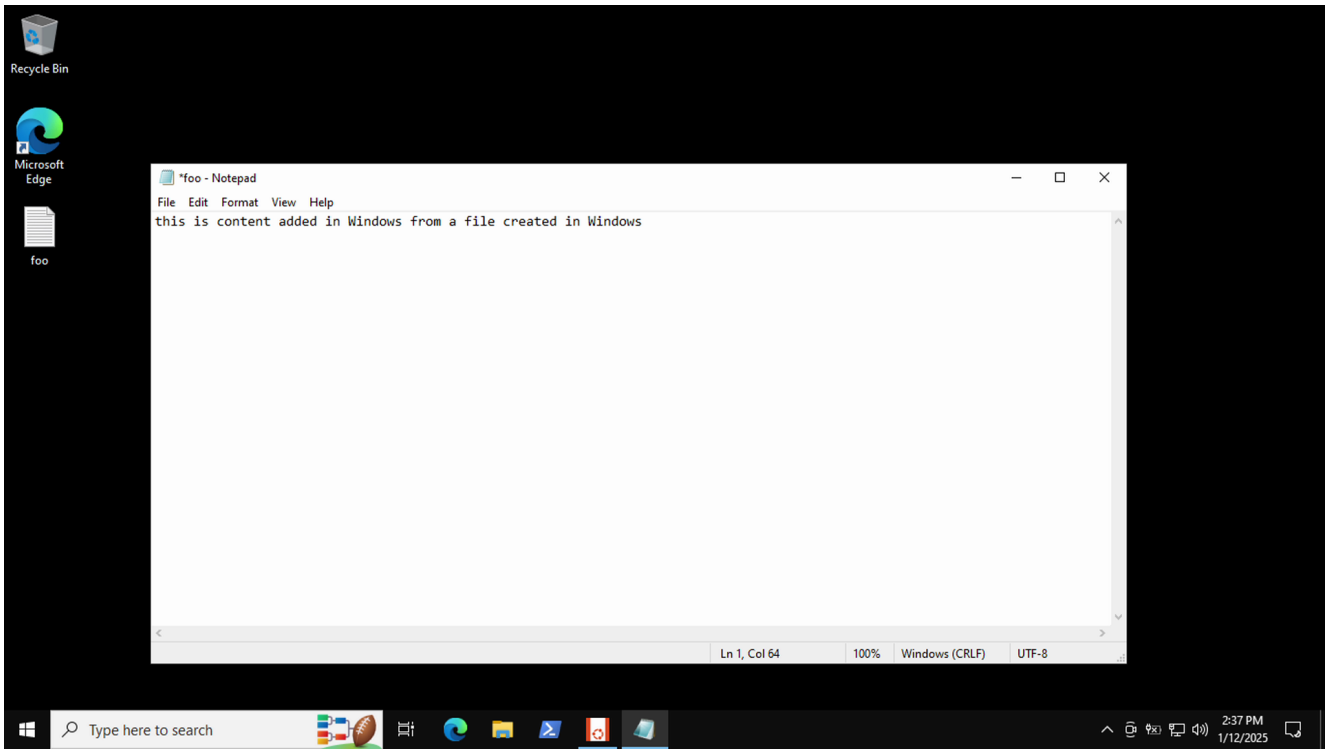 Recycle Bin
Microsoft
Edge
foo
*foo - Notepad
File Edit Format View Help
this is content added in Windows from a file created in Windows
Ln 1, Col 64 100% Windows (CRLF) UTF-8
Type here to search
2:37 PM
1/12/2025